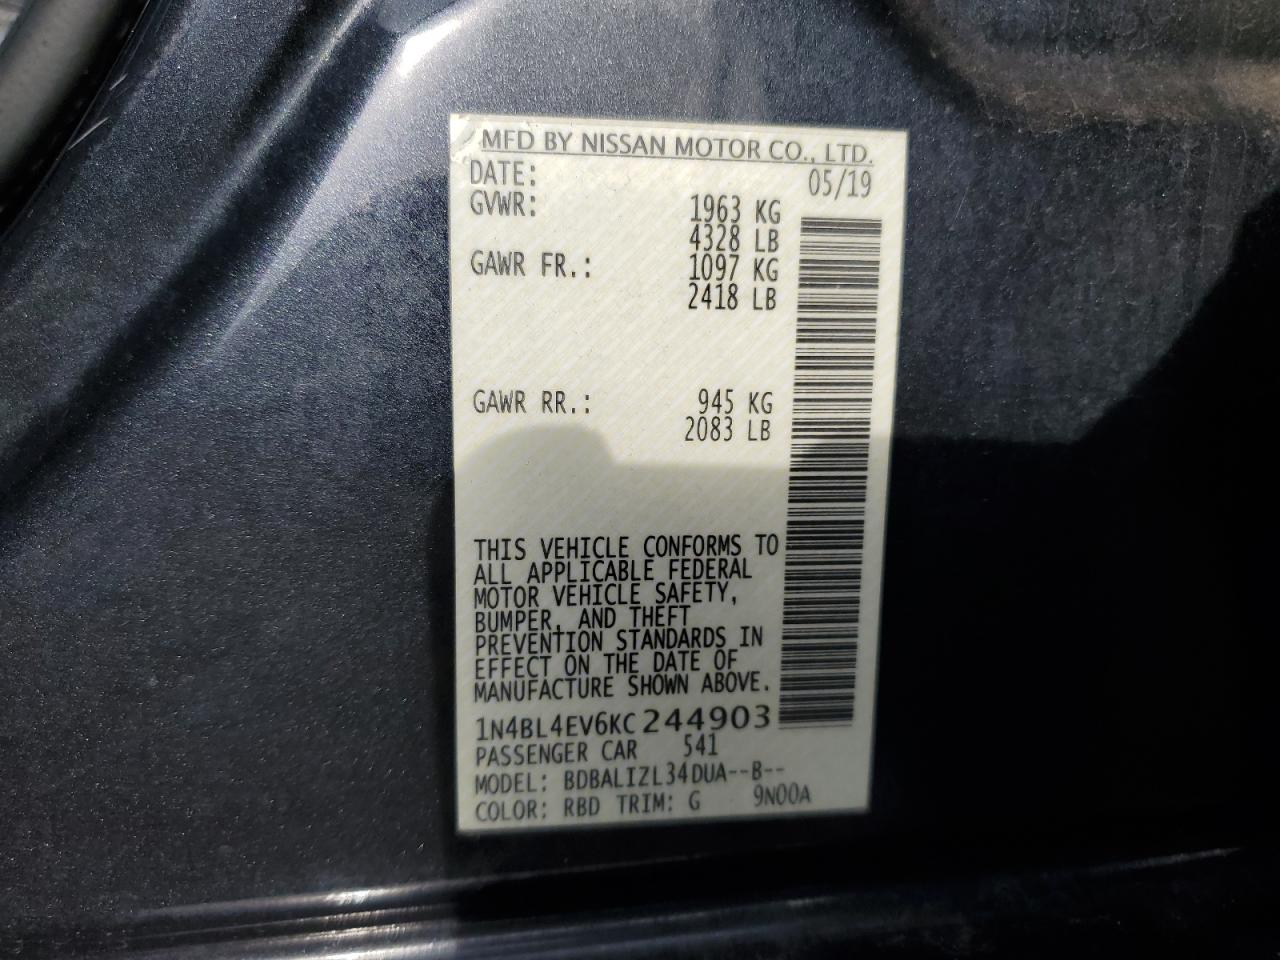 MFD BY NISSAN MOTOR CO., LTD.
DATE: 05/19
GVWR: 1963 KG
4328 LB
GAWR FR.: 1097 KG
2418 LB
GAWR RR.: 945 KG
2083 LB
THIS VEHICLE CONFORMS TO
ALL APPLICABLE FEDERAL
MOTOR VEHICLE SAFETY,
BUMPER, AND THEFT
PREVENTION STANDARDS IN
EFFECT ON THE DATE OF
MANUFACTURE SHOWN ABOVE.
1N4BL4EV6KC244903
PASSENGER CAR 541
MODEL: BDBALIZL34DUA--B--
COLOR: RBD TRIM: G 9N00A